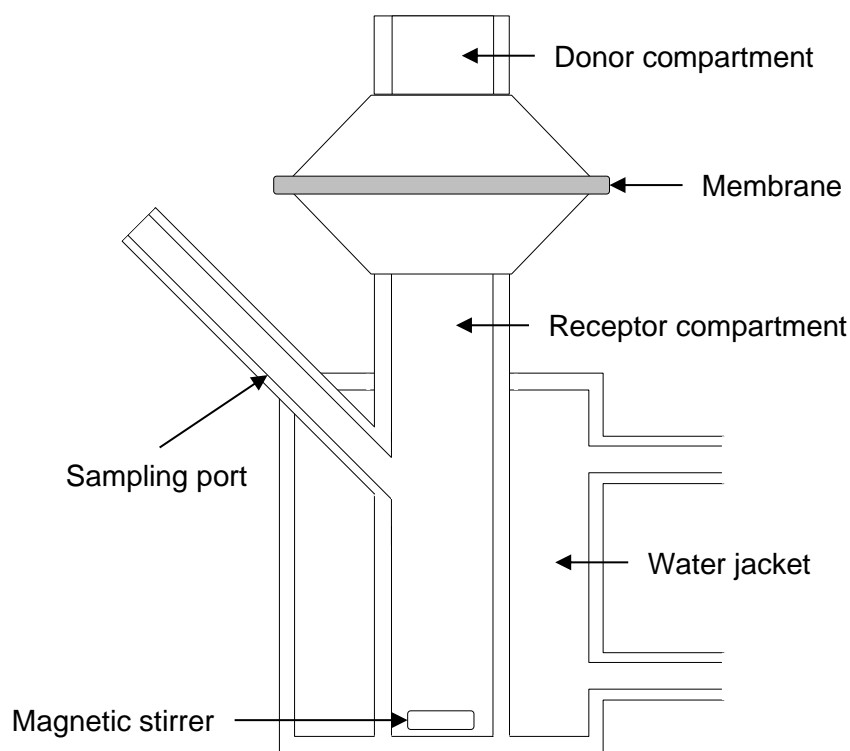 Donor compartment
Membrane
Receptor compartment
Sampling port
Water jacket
Magnetic stirrer